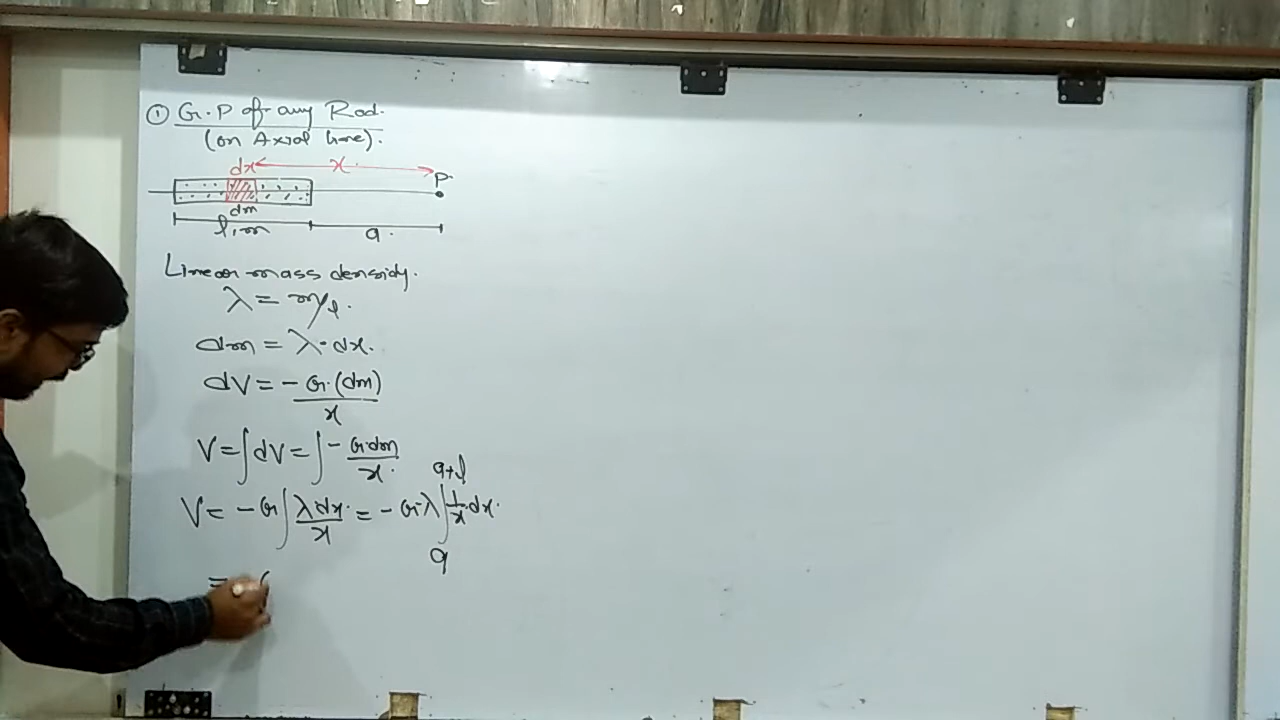 ① G.P of any Rod.
(on Axial line).
dx x
P.
dm
l, m a.
Linear mass density.
λ = m/l.
dm = λ·dx.
dV = - G.(dm)/x
V = ∫dV = ∫ - G.dm/x.
V = - G ∫ λdx/x = - G·λ ∫ₐᵃ⁺ˡ 1/x·dx.
=